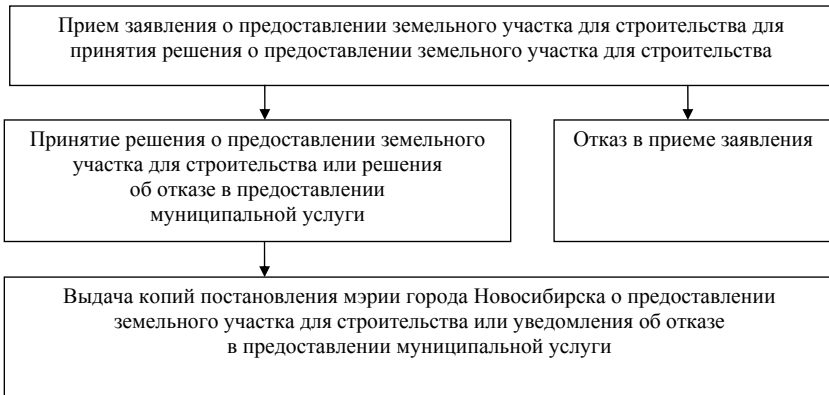 Прием заявления о предоставлении земельного участка для строительства для
принятия решения о предоставлении земельного участка для строительства
Принятие решения о предоставлении земельного
участка для строительства или решения
об отказе в предоставлении
муниципальной услуги
Отказ в приеме заявления
Выдача копий постановления мэрии города Новосибирска о предоставлении
земельного участка для строительства или уведомления об отказе
в предоставлении муниципальной услуги